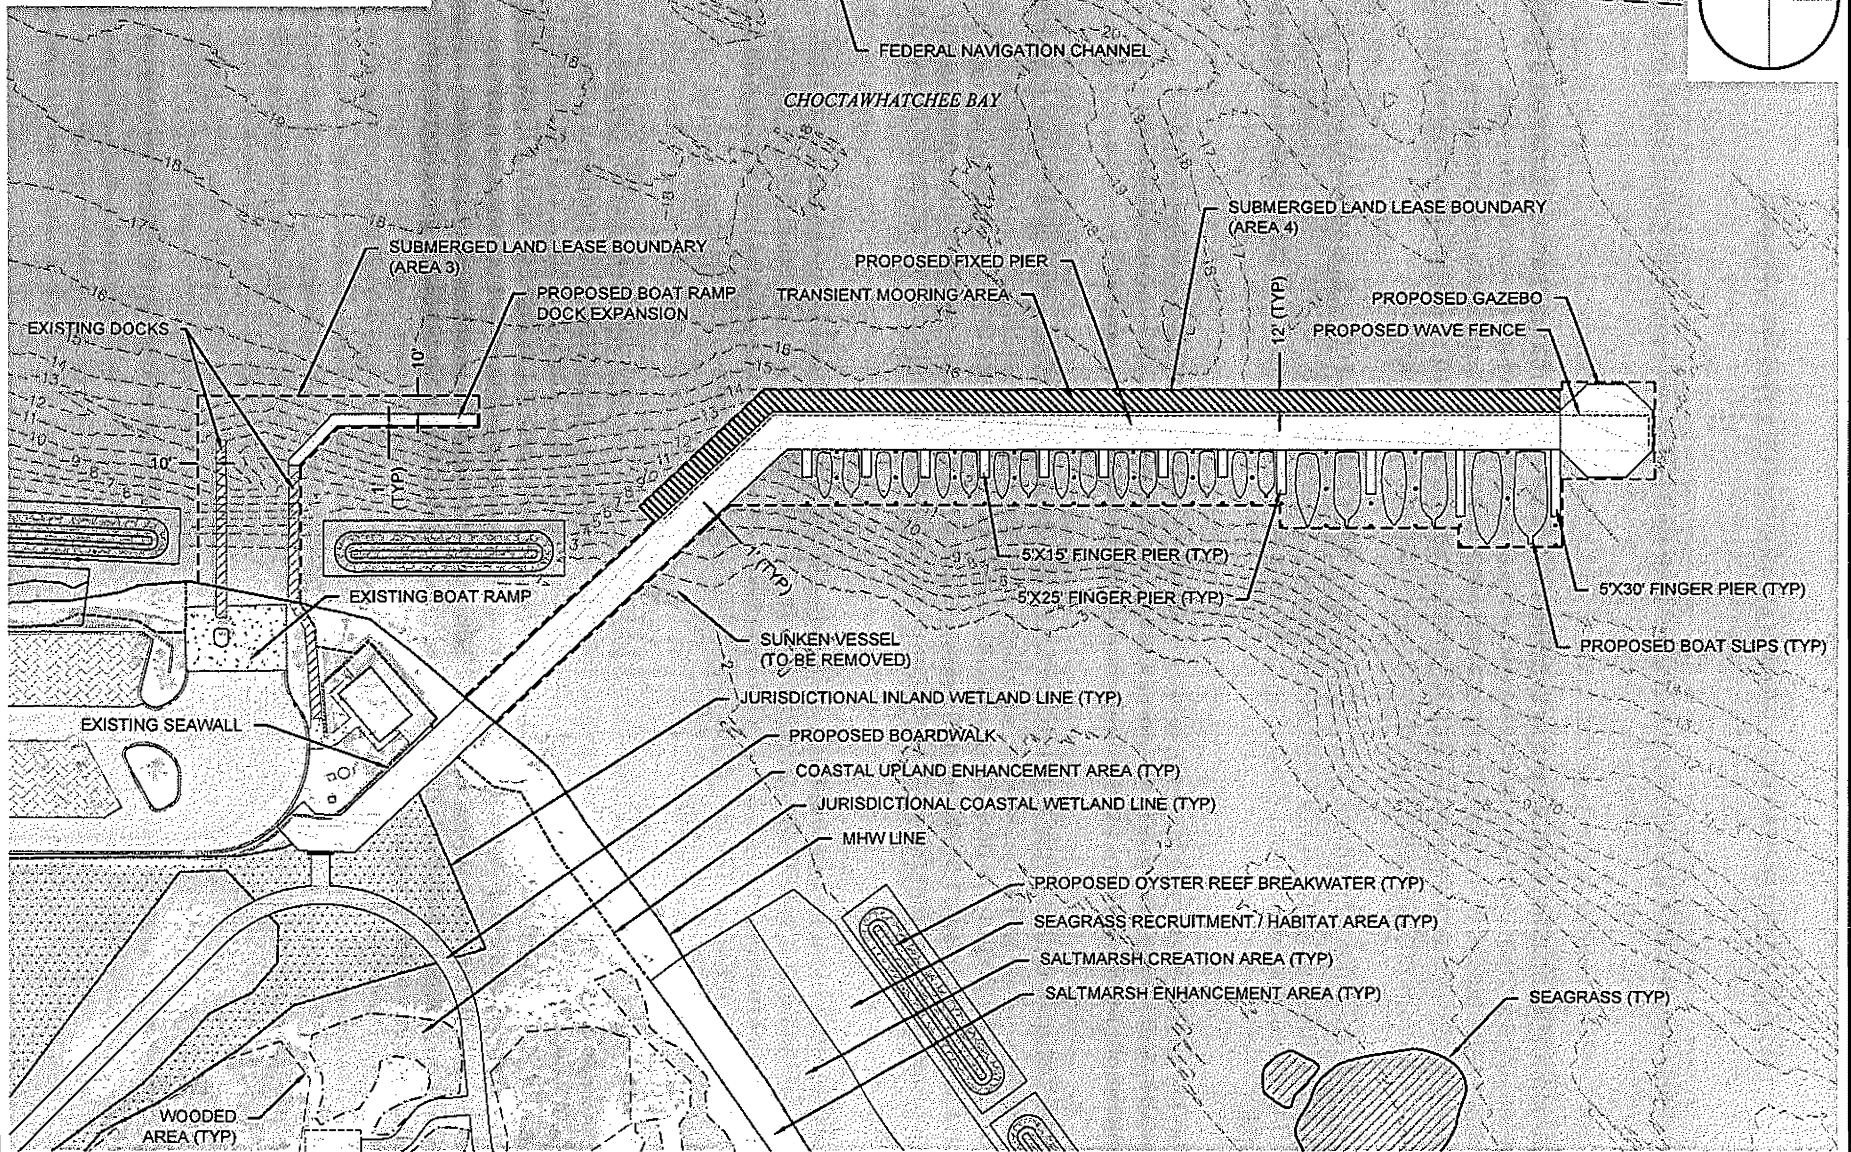 FEDERAL NAVIGATION CHANNEL
CHOCTAWHATCHEE BAY
SUBMERGED LAND LEASE BOUNDARY
(AREA 4)
SUBMERGED LAND LEASE BOUNDARY
(AREA 3)
PROPOSED FIXED PIER
TRANSIENT MOORING AREA
PROPOSED BOAT RAMP
DOCK EXPANSION
12' (TYP)
PROPOSED GAZEBO
PROPOSED WAVE FENCE
EXISTING DOCKS
10'
10'
1' (TYP)
5'X15' FINGER PIER (TYP)
5'X25' FINGER PIER (TYP)
5'X30' FINGER PIER (TYP)
1' (TYP)
EXISTING BOAT RAMP
SUNKEN VESSEL
(TO BE REMOVED)
PROPOSED BOAT SLIPS (TYP)
JURISDICTIONAL INLAND WETLAND LINE (TYP)
EXISTING SEAWALL
PROPOSED BOARDWALK
COASTAL UPLAND ENHANCEMENT AREA (TYP)
JURISDICTIONAL COASTAL WETLAND LINE (TYP)
MHW LINE
PROPOSED OYSTER REEF BREAKWATER (TYP)
SEAGRASS RECRUITMENT / HABITAT AREA (TYP)
SALTMARSH CREATION AREA (TYP)
SALTMARSH ENHANCEMENT AREA (TYP)
SEAGRASS (TYP)
WOODED
AREA (TYP)